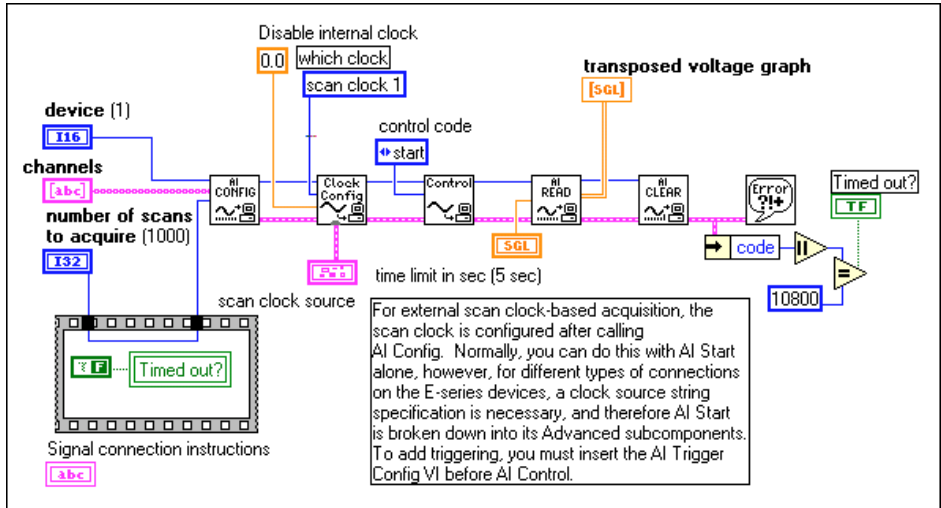 Disable internal clock
0.0
which clock
scan clock 1
transposed voltage graph
[SGL]
device (1)
I16
control code
start
channels
[abc]
AI
CONFIG
Clock
Config
Control
AI
READ
AI
CLEAR
Error
?!+
Timed out?
TF
number of scans
to acquire (1000)
I32
SGL
code
=
10800
scan clock source
time limit in sec (5 sec)
F
Timed out?
Signal connection instructions
abc
For external scan clock-based acquisition, the
scan clock is configured after calling
AI Config. Normally, you can do this with AI Start
alone, however, for different types of connections
on the E-series devices, a clock source string
specification is necessary, and therefore AI Start
is broken down into its Advanced subcomponents.
To add triggering, you must insert the AI Trigger
Config VI before AI Control.